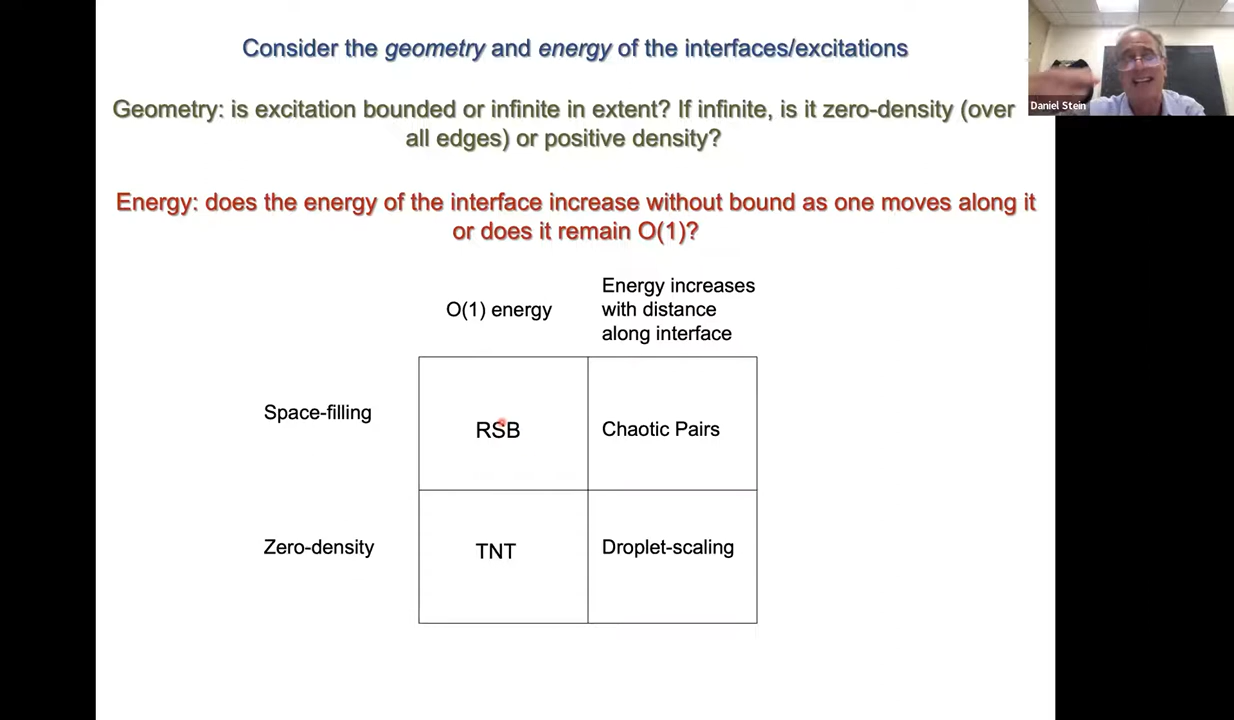 Consider the geometry and energy of the interfaces/excitations
Daniel Stein
Geometry: is excitation bounded or infinite in extent? If infinite, is it zero-density (over
all edges) or positive density?
Energy: does the energy of the interface increase without bound as one moves along it
or does it remain O(1)?
O(1) energy
Energy increases
with distance
along interface
Space-filling
RSB
Chaotic Pairs
Zero-density
TNT
Droplet-scaling